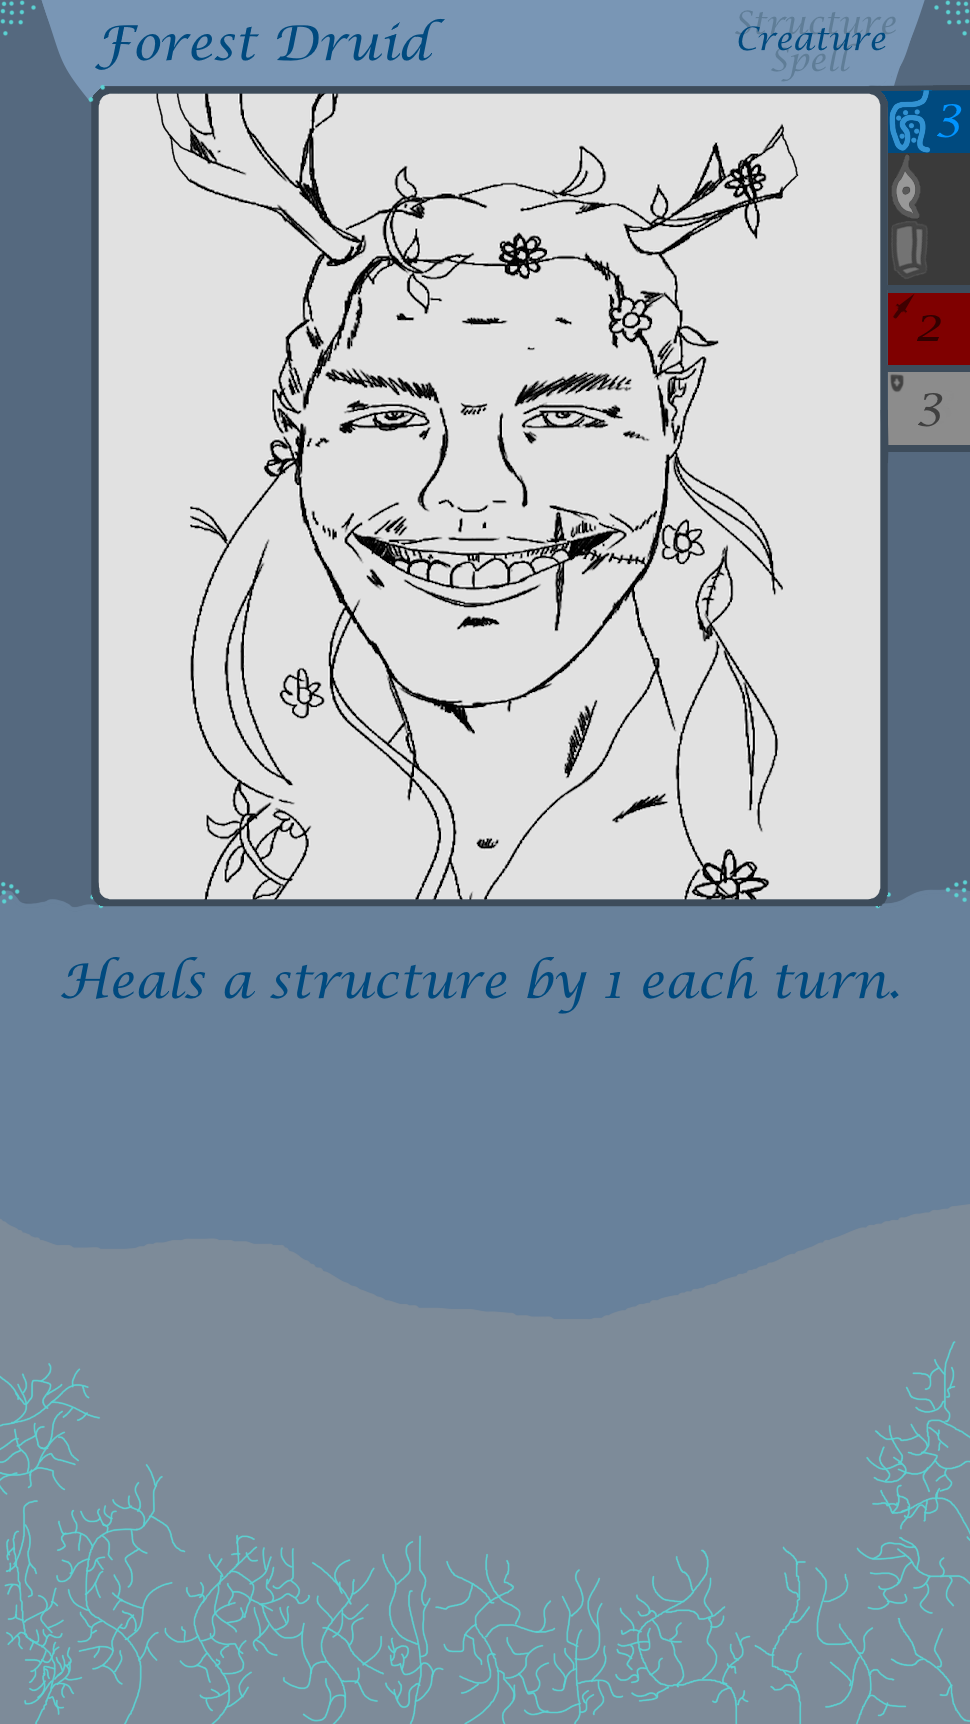 Forest Druid
Structure
Creature
Spell
3
2
3
Heals a structure by 1 each turn.